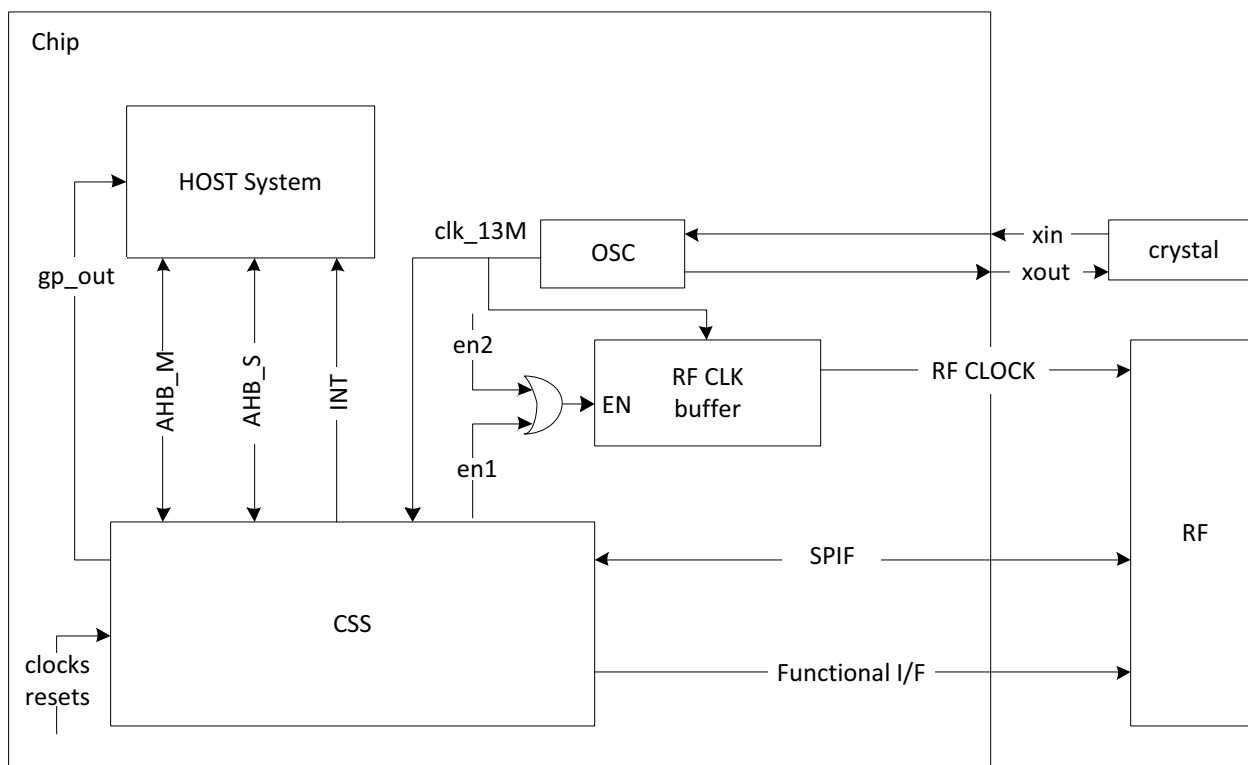 Chip
HOST System
clk_13M
OSC
xin
xout
crystal
gp_out
AHB_M
AHB_S
INT
en2
EN
RF CLK
buffer
RF CLOCK
en1
SPIF
RF
CSS
clocks
resets
Functional I/F